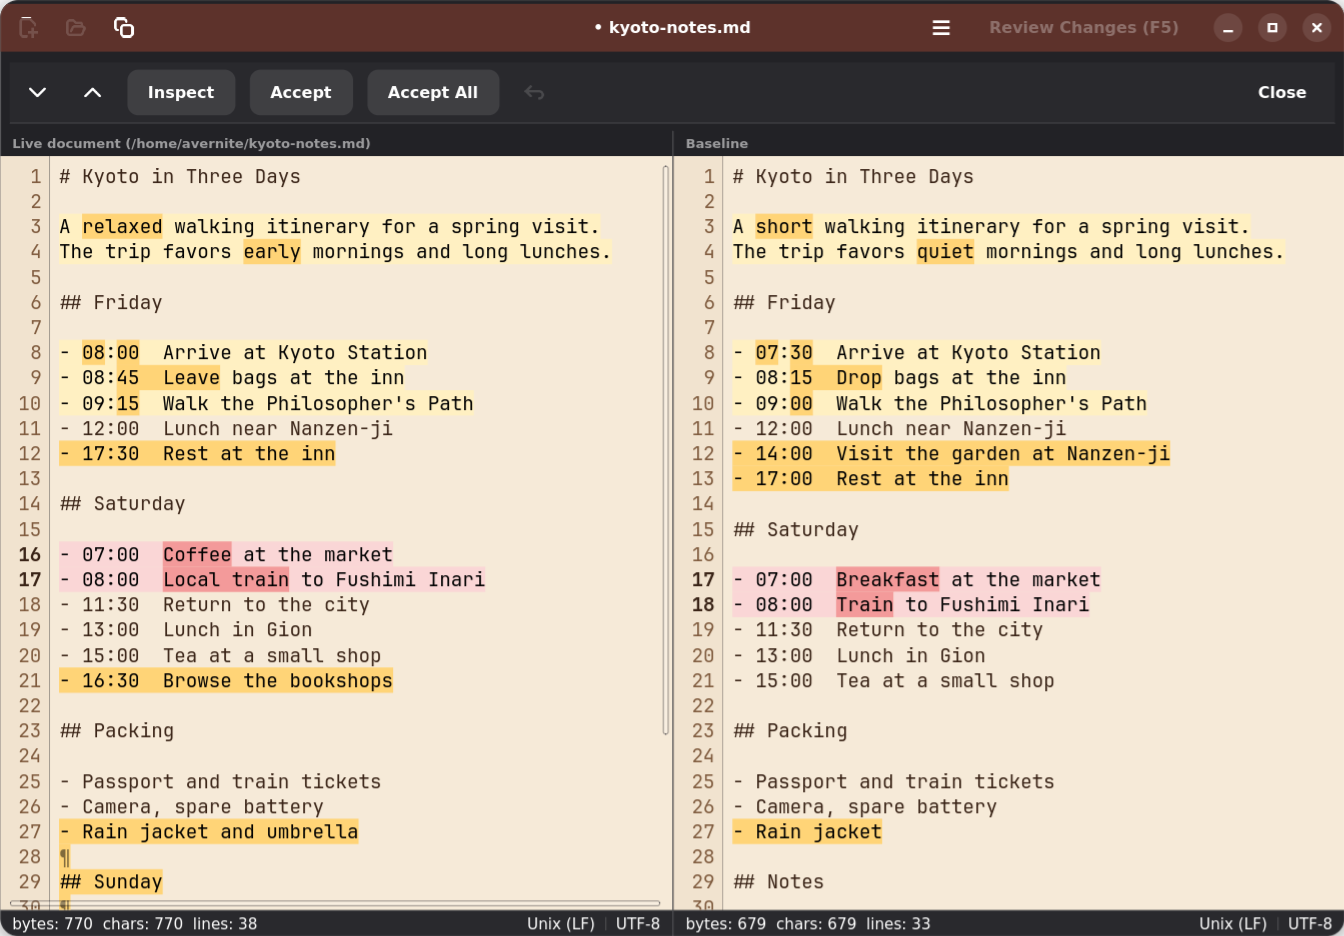 • kyoto-notes.md
Review Changes (F5)
Inspect
Accept
Accept All
Close
Live document (/home/avernite/kyoto-notes.md)
1 # Kyoto in Three Days
2
3 A relaxed walking itinerary for a spring visit.
4 The trip favors early mornings and long lunches.
5
6 ## Friday
7
8 - 08:00  Arrive at Kyoto Station
9 - 08:45  Leave bags at the inn
10 - 09:15  Walk the Philosopher's Path
11 - 12:00  Lunch near Nanzen-ji
12 - 17:30  Rest at the inn
13
14 ## Saturday
15
16 - 07:00  Coffee at the market
17 - 08:00  Local train to Fushimi Inari
18 - 11:30  Return to the city
19 - 13:00  Lunch in Gion
20 - 15:00  Tea at a small shop
21 - 16:30  Browse the bookshops
22
23 ## Packing
24
25 - Passport and train tickets
26 - Camera, spare battery
27 - Rain jacket and umbrella
28 ¶
29 ## Sunday
30 ¶
bytes: 770 chars: 770 lines: 38
Unix (LF)
UTF-8
Baseline
1 # Kyoto in Three Days
2
3 A short walking itinerary for a spring visit.
4 The trip favors quiet mornings and long lunches.
5
6 ## Friday
7
8 - 07:30  Arrive at Kyoto Station
9 - 08:15  Drop bags at the inn
10 - 09:00  Walk the Philosopher's Path
11 - 12:00  Lunch near Nanzen-ji
12 - 14:00  Visit the garden at Nanzen-ji
13 - 17:00  Rest at the inn
14
15 ## Saturday
16
17 - 07:00  Breakfast at the market
18 - 08:00  Train to Fushimi Inari
19 - 11:30  Return to the city
20 - 13:00  Lunch in Gion
21 - 15:00  Tea at a small shop
22
23 ## Packing
24
25 - Passport and train tickets
26 - Camera, spare battery
27 - Rain jacket
28
29 ## Notes
30
bytes: 679 chars: 679 lines: 33
Unix (LF)
UTF-8